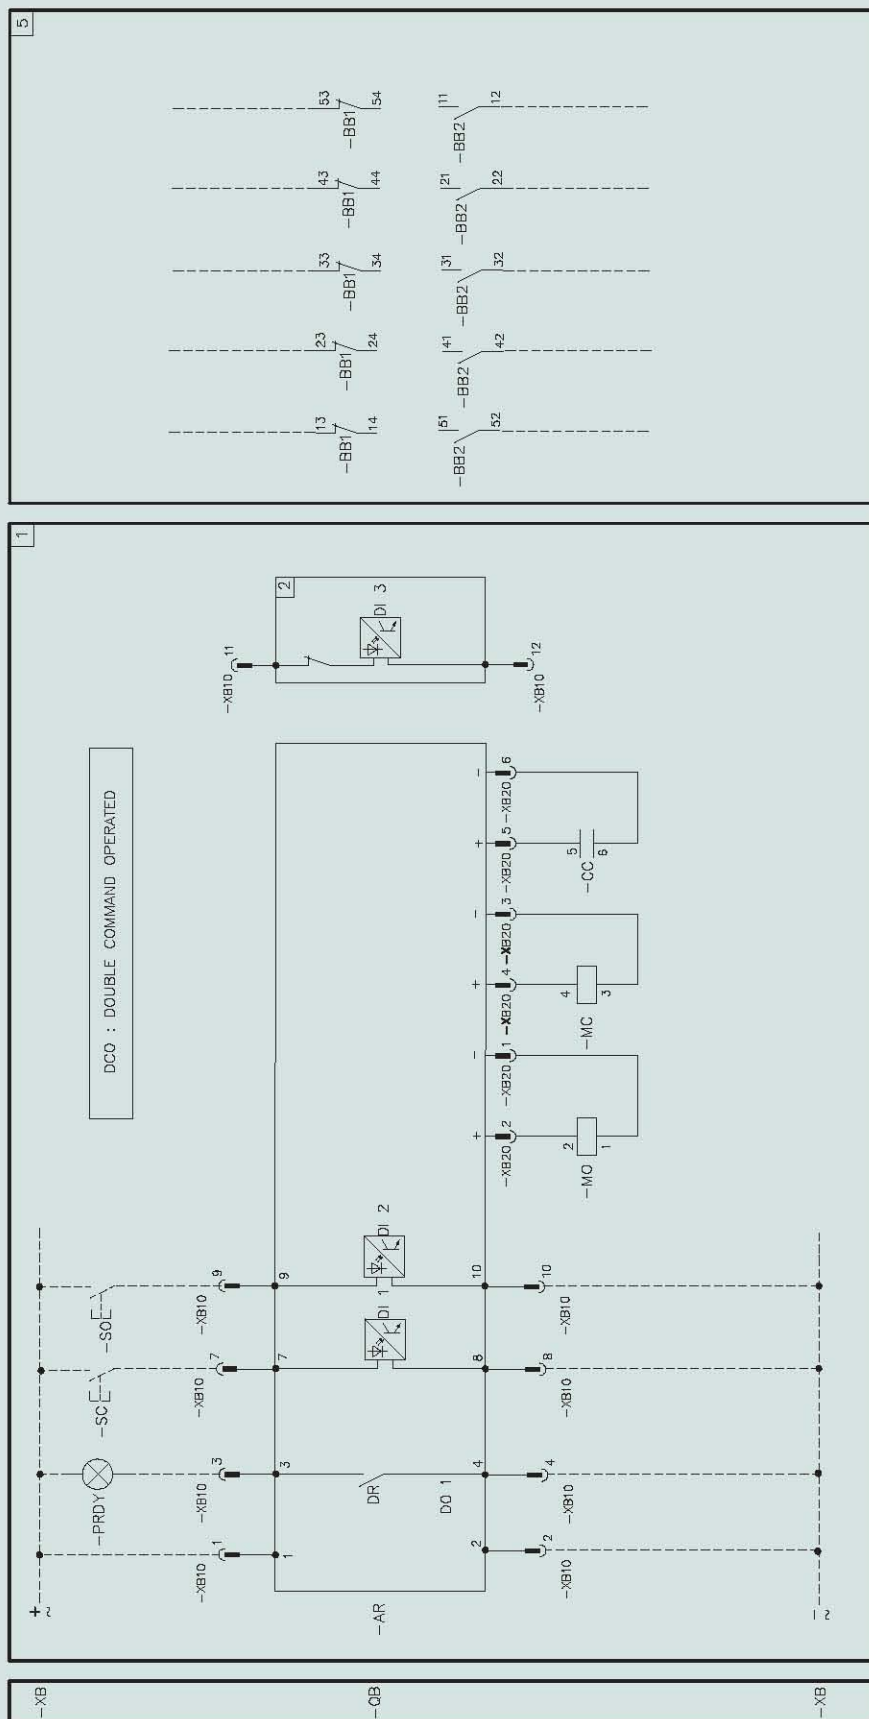 -XB
-QB
-XB
1
DCO : DOUBLE COMMAND OPERATED
+
~
-PRDY
-SC
-SO
-XB10 1
-XB10 3
-XB10 7
-XB10 9
-XB10 11
1
3
7
9
2
-AR
DR
DO 1
DI 1
DI 2
DI 3
2
4
8
10
+
-
+
-
+
-
-XB10 2
-XB10 4
-XB10 8
-XB10 10
-XB20 2
-XB20 1
-XB20 4
-XB20 3
-XB20 5
-XB20 6
-XB10 12
-MO
2
1
-MC
4
3
-CC
5
6
-
~
5
13
-BB1
14
23
-BB1
24
33
-BB1
34
43
-BB1
44
53
-BB1
54
51
-BB2
52
41
-BB2
42
31
-BB2
32
21
-BB2
22
11
-BB2
12